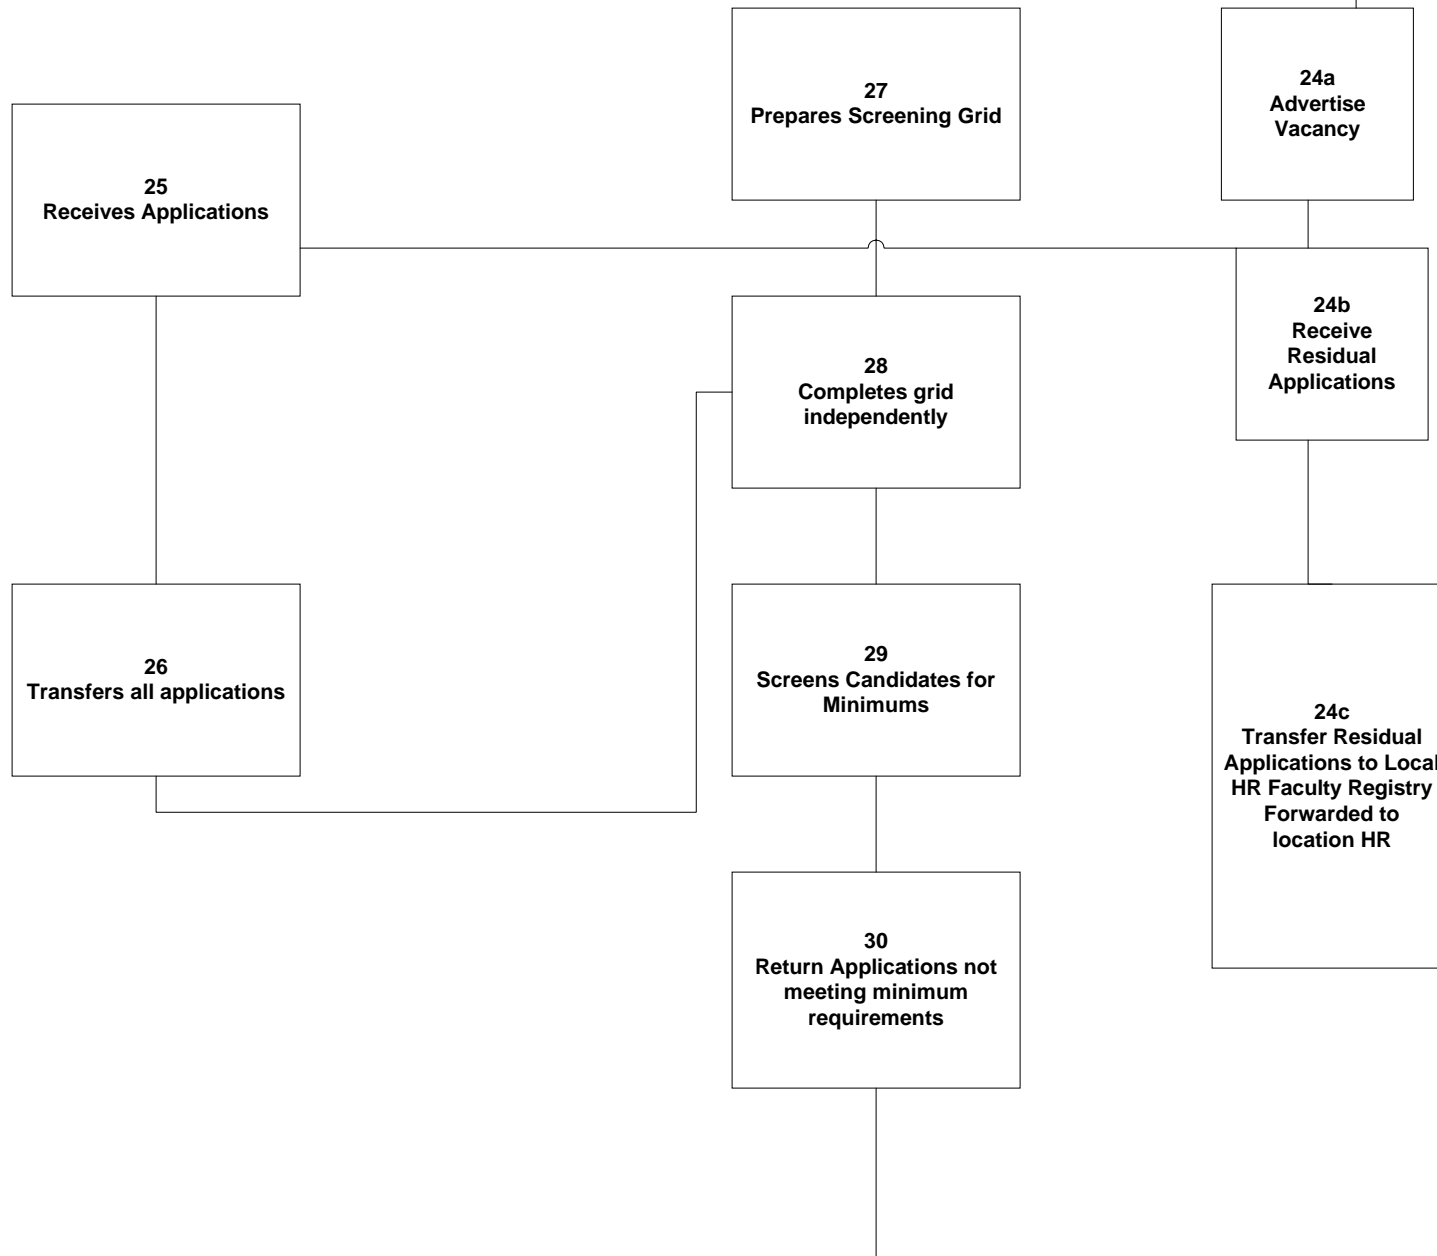 27
Prepares Screening Grid
24a
Advertise
Vacancy
25
Receives Applications
24b
Receive
Residual
Applications
28
Completes grid
independently
26
Transfers all applications
29
Screens Candidates for
Minimums
24c
Transfer Residual
Applications to Local
HR Faculty Registry
Forwarded to
location HR
30
Return Applications not
meeting minimum
requirements